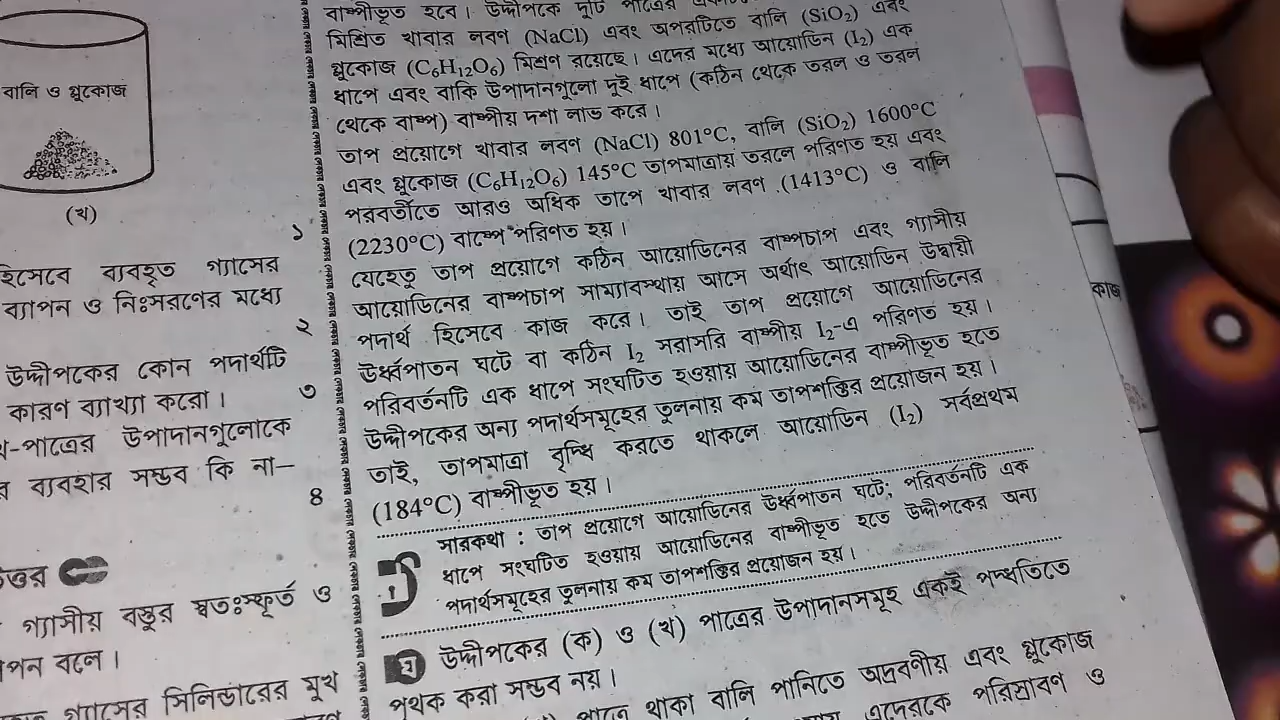 বালি ও গ্লুকোজ
(খ)
১
হিসেবে ব্যবহৃত গ্যাসের
ব্যাপন ও নিঃসরণের মধ্যে
২
উদ্দীপকের কোন পদার্থটি
কারণ ব্যাখ্যা করো।
৩
খ-পাত্রের উপাদানগুলোকে
ব্যবহার সম্ভব কি না—
৪
গ্যাসীয় বস্তুর স্বতঃস্ফূর্ত ও
ব্যাপন বলে।
গ্যাসের সিলিন্ডারের মুখ
বাষ্পীভূত হবে। উদ্দীপকে দুটি পাত্রের
মিশ্রিত খাবার লবণ (NaCl) এবং অপরটিতে বালি (SiO₂) এবং
গ্লুকোজ (C₆H₁₂O₆) মিশ্রণ রয়েছে। এদের মধ্যে আয়োডিন (I₂) এক
ধাপে এবং বাকি উপাদানগুলো দুই ধাপে (কঠিন থেকে তরল ও তরল
থেকে বাষ্প) বাষ্পীয় দশা লাভ করে।
তাপ প্রয়োগে খাবার লবণ (NaCl) 801°C, বালি (SiO₂) 1600°C
এবং গ্লুকোজ (C₆H₁₂O₆) 145°C তাপমাত্রায় তরলে পরিণত হয় এবং
পরবর্তীতে আরও অধিক তাপে খাবার লবণ (1413°C) ও বালি
(2230°C) বাষ্পে পরিণত হয়।
যেহেতু তাপ প্রয়োগে কঠিন আয়োডিনের বাষ্পচাপ এবং গ্যাসীয়
আয়োডিনের বাষ্পচাপ সাম্যাবস্থায় আসে অর্থাৎ আয়োডিন উদ্বায়ী
পদার্থ হিসেবে কাজ করে। তাই তাপ প্রয়োগে আয়োডিনের
উর্ধ্বপাতন ঘটে বা কঠিন I₂ সরাসরি বাষ্পীয় I₂-এ পরিণত হয়।
পরিবর্তনটি এক ধাপে সংঘটিত হওয়ায় আয়োডিনের বাষ্পীভূত হতে
উদ্দীপকের অন্য পদার্থসমূহের তুলনায় কম তাপশক্তির প্রয়োজন হয়।
তাই, তাপমাত্রা বৃদ্ধি করতে থাকলে আয়োডিন (I₂) সর্বপ্রথম
(184°C) বাষ্পীভূত হয়।
সারকথা : তাপ প্রয়োগে আয়োডিনের উর্ধ্বপাতন ঘটে; পরিবর্তনটি এক
ধাপে সংঘটিত হওয়ায় আয়োডিনের বাষ্পীভূত হতে উদ্দীপকের অন্য
পদার্থসমূহের তুলনায় কম তাপশক্তির প্রয়োজন হয়।
ঘ উদ্দীপকের (ক) ও (খ) পাত্রের উপাদানসমূহ একই পদ্ধতিতে
পৃথক করা সম্ভব নয়।
পাত্রে থাকা বালি পানিতে অদ্রবণীয় এবং গ্লুকোজ
এদেরকে পরিস্রাবণ ও
কাজ